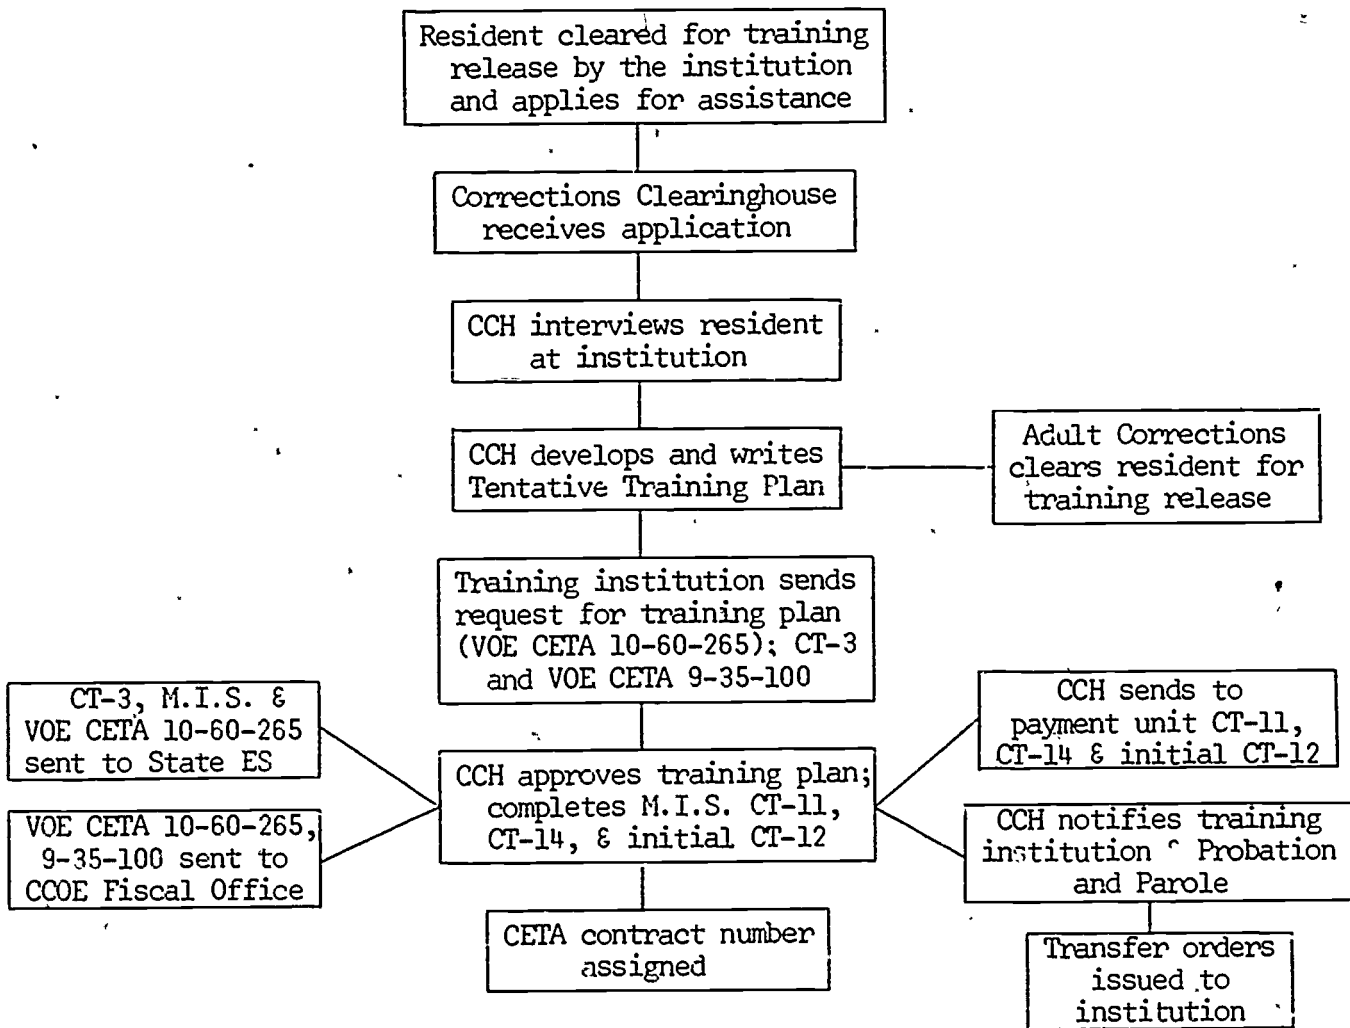 Resident cleared for training
release by the institution
and applies for assistance
Corrections Clearinghouse
receives application
CCH interviews resident
at institution
CCH develops and writes
Tentative Training Plan
Adult Corrections
clears resident for
training release
Training institution sends
request for training plan
(VOE CETA 10-60-265); CT-3
and VOE CETA 9-35-100
CT-3, M.I.S. &
VOE CETA 10-60-265
sent to State ES
VOE CETA 10-60-265,
9-35-100 sent to
CCOE Fiscal Office
CCH approves training plan;
completes M.I.S. CT-11,
CT-14, & initial CT-12
CCH sends to
payment unit CT-11,
CT-14 & initial CT-12
CCH notifies training
institution Probation
and Parole
CETA contract number
assigned
Transfer orders
issued to
institution